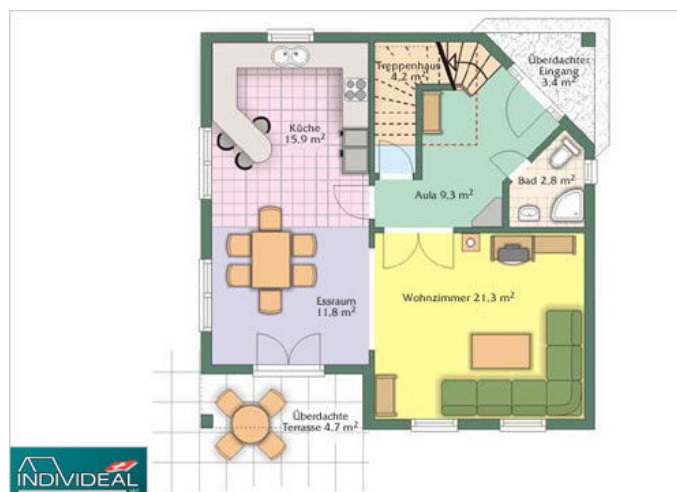 Treppenhaus
4.2 m²
Überdachter
Eingang
3.4 m²
Küche
15,9 m²
Bad 2,8 m²
Aula 9,3 m²
Wohnzimmer 21,3 m²
Essraum
11,8 m²
Überdachte
Terrasse 4.7 m²
INDIVIDEAL